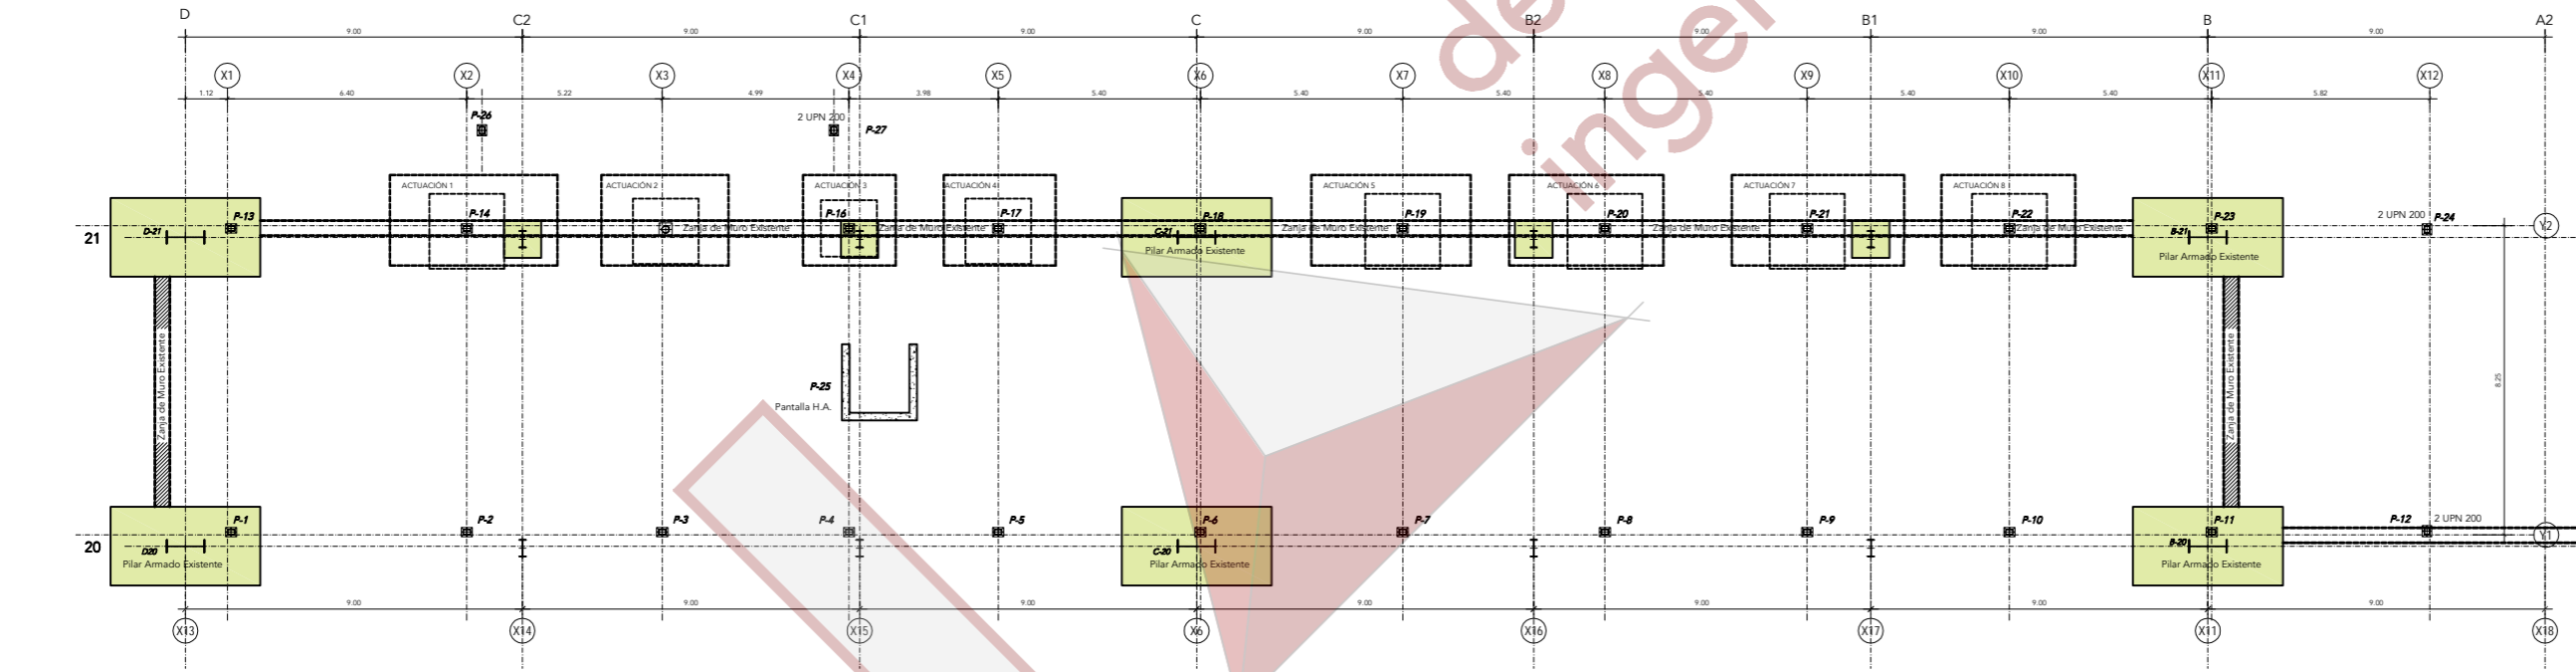 D C2 C1 C B2 B1 B A2
9.00 9.00 9.00 9.00 9.00 9.00 9.00
de
ingen
X1 X2 X3 X4 X5 X6 X7 X8 X9 X10 X11 X12
1.12 6.40 5.22 4.99 3.98 5.40 5.40 5.40 5.40 5.40 5.40 5.82
P-26 2 UPN 200 P-27
ACTUACIÓN 1 ACTUACIÓN 2 ACTUACIÓN 3 ACTUACIÓN 4 ACTUACIÓN 5 ACTUACIÓN 6 ACTUACIÓN 7 ACTUACIÓN 8
P-13 P-14 P-16 P-17 P-18 P-19 P-20 P-21 P-22 P-23 2 UPN 200 P-24
Zanja de Muro Existente Zanja de Muro Existente Zanja de Muro Existente Zanja de Muro Existente Zanja de Muro Existente Y2
21 D-21 C-21 B-21
Pilar Armado Existente Pilar Armado Existente
Zanja de Muro Existente
P-25
Pantalla H.A.
Zanja de Muro Existente
8.25
P-1 P-2 P-3 P-4 P-5 P-6 P-7 P-8 P-9 P-10 P-11 P-12 2 UPN 200
Y1
20 D20 C-20 B-20
Pilar Armado Existente Pilar Armado Existente Pilar Armado Existente
9.00 9.00 9.00 9.00 9.00 9.00 9.00
X13 X14 X15 X6 X16 X17 X11 X18